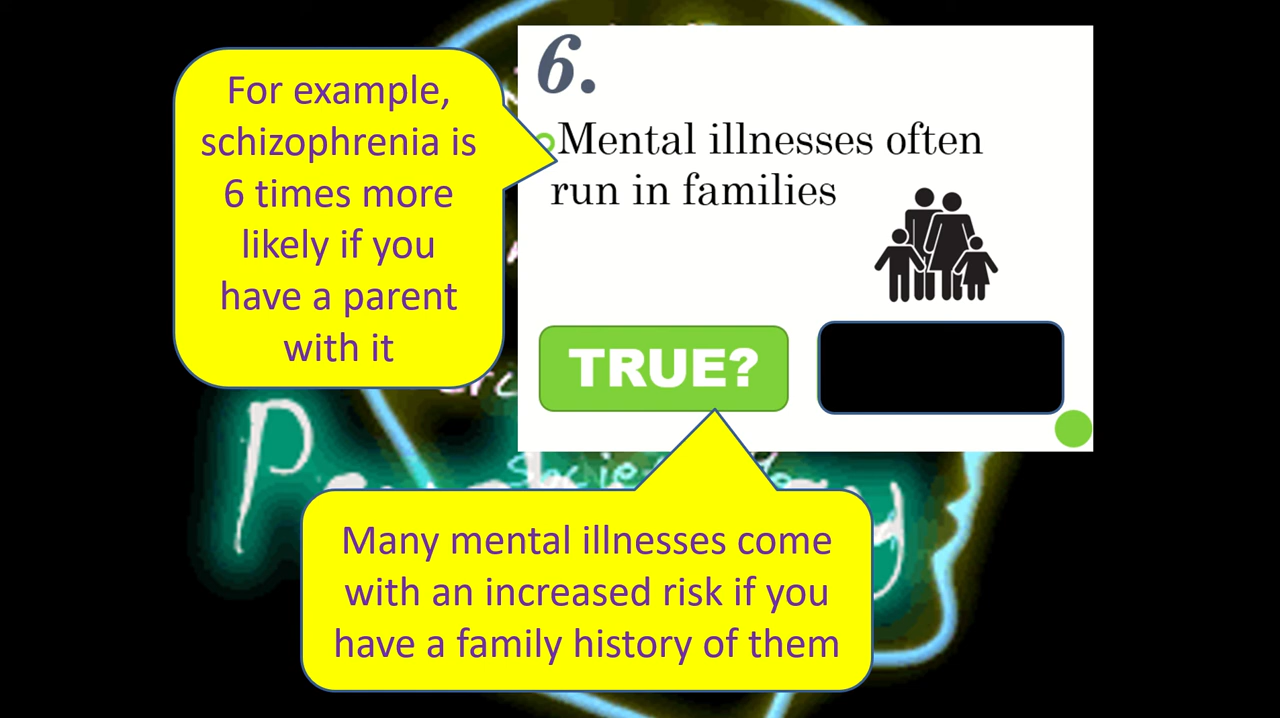 For example,
schizophrenia is
6 times more
likely if you
have a parent
with it
6.
Mental illnesses often
run in families
TRUE?
Many mental illnesses come
with an increased risk if you
have a family history of them